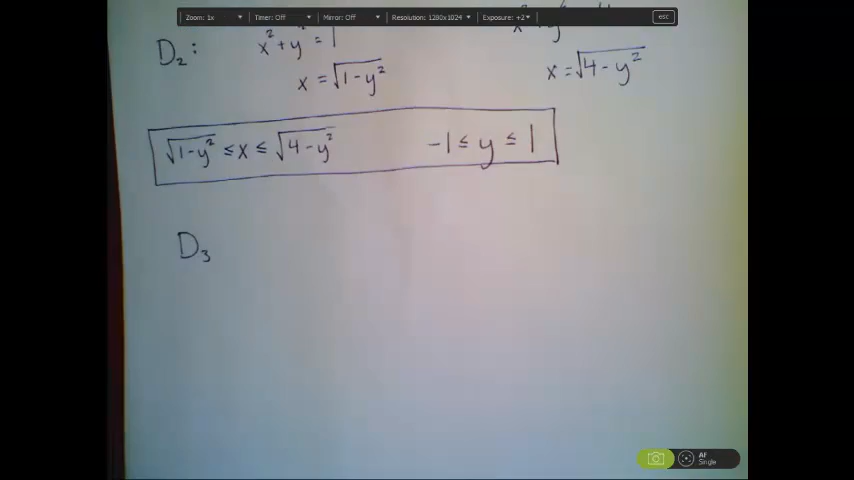 Zoom: 1x Timer: Off Mirror: Off Resolution: 1280x1024 Exposure: +2 esc
D₂: x² + y² = 1
x = √(1-y²) x = √(4-y²)
√(1-y²) ≤ x ≤ √(4-y²) -1 ≤ y ≤ 1
D₃
AF
Single